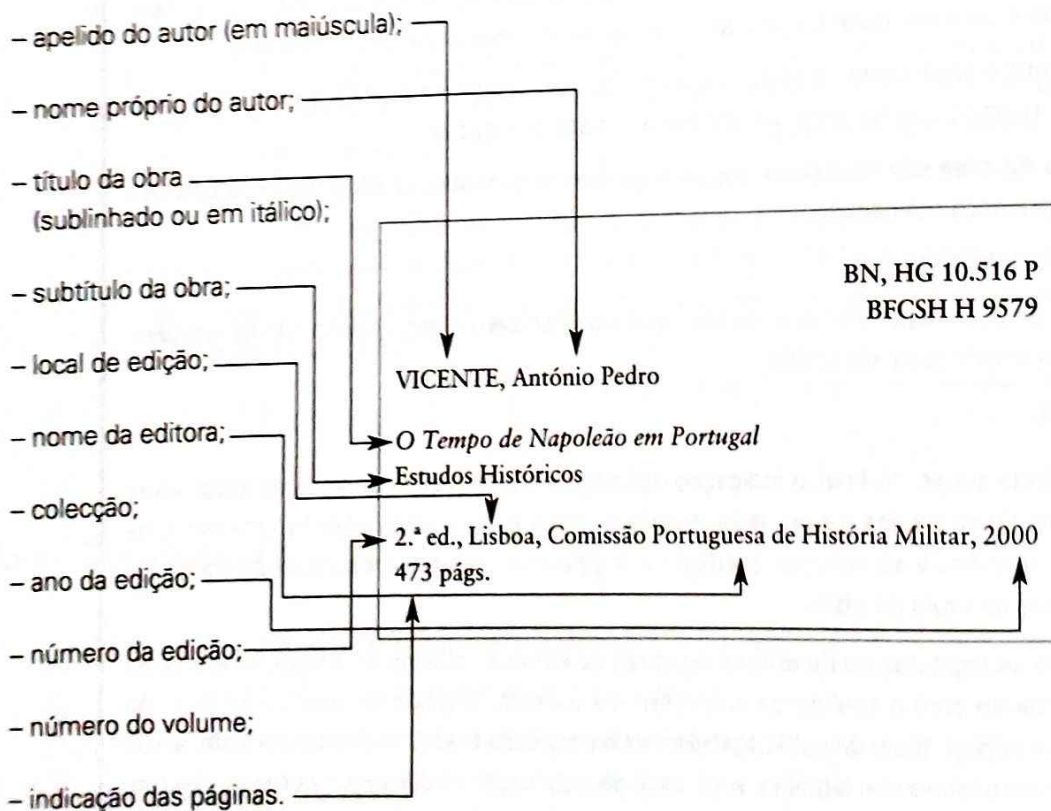 – apelido do autor (em maiúscula);
– nome próprio do autor;
– título da obra
(sublinhado ou em itálico);
– subtítulo da obra;
– local de edição;
– nome da editora;
– colecção;
– ano da edição;
– número da edição;
– número do volume;
– indicação das páginas.
BN, HG 10.516 P
BFCSH H 9579
VICENTE, António Pedro
O Tempo de Napoleão em Portugal
Estudos Históricos
2.ª ed., Lisboa, Comissão Portuguesa de História Militar, 2000
473 págs.